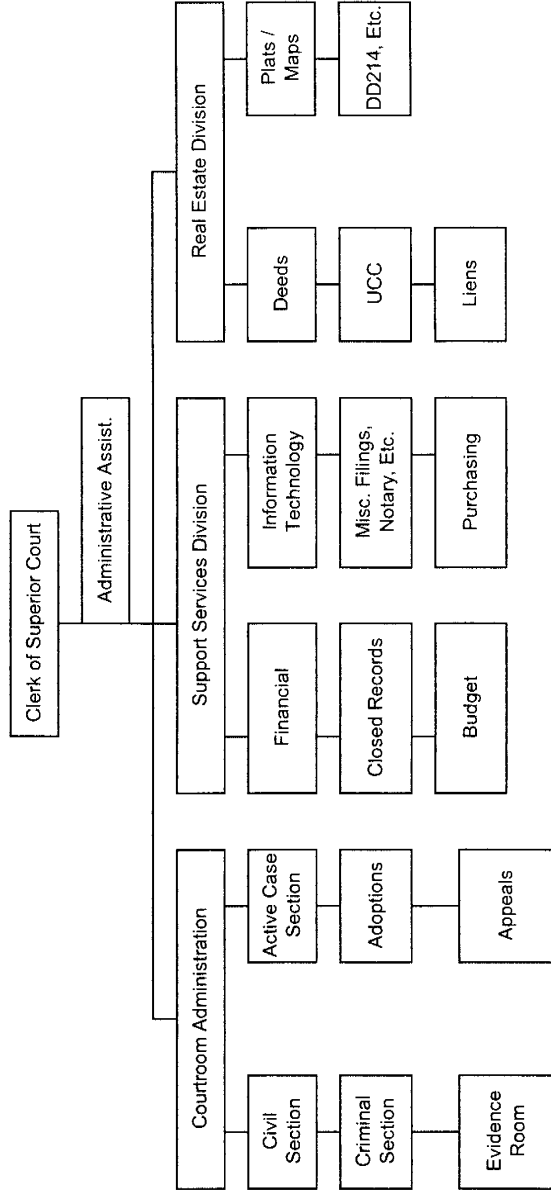 Clerk of Superior Court
Administrative Assist.
Courtroom Administration
Civil
Section
Criminal
Section
Evidence
Room
Active Case
Section
Adoptions
Appeals
Support Services Division
Financial
Closed Records
Budget
Information
Technology
Misc. Filings,
Notary, Etc.
Purchasing
Real Estate Division
Deeds
UCC
Liens
Plats /
Maps
DD214, Etc.